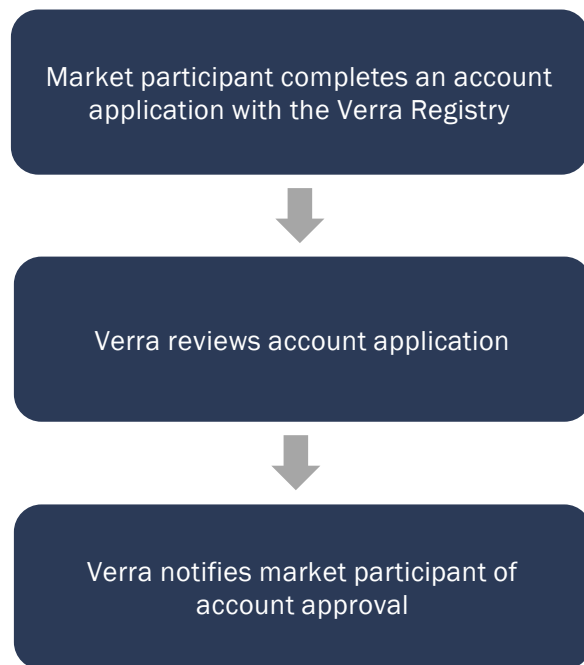 Market participant completes an account
application with the Verra Registry
Verra reviews account application
Verra notifies market participant of
account approval